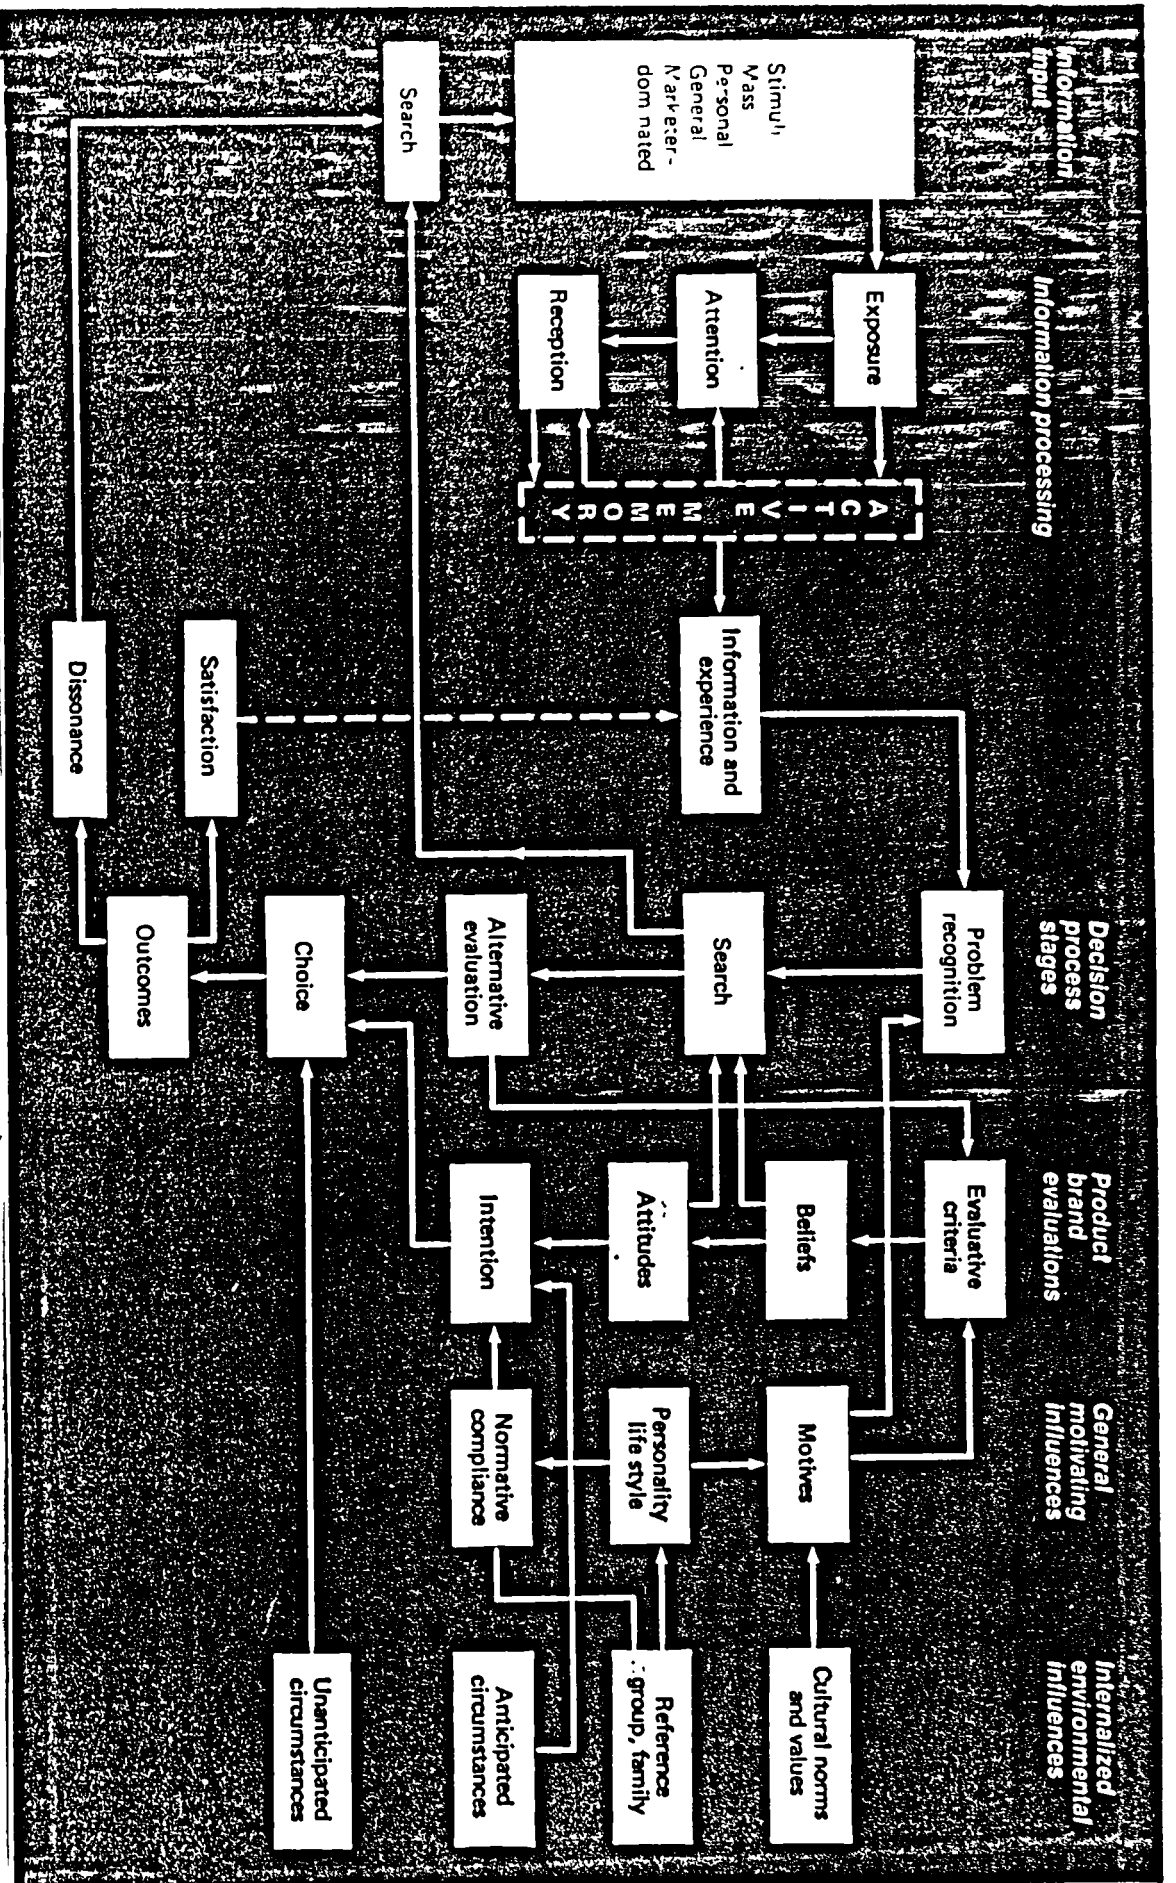 Information
input
Information processing
Decision
process
stages
Product
brand
evaluations
General
motivating
influences
Internalized
environmental
influences
Stimuli
Mass
Personal
General
Marketer-
dominated
Search
Exposure
Attention
Reception
ACTIVE MEMORY
Information and
experience
Satisfaction
Dissonance
Problem
recognition
Search
Alternative
evaluation
Choice
Outcomes
Evaluative
criteria
Beliefs
Attitudes
Intention
Motives
Personality
life style
Normative
compliance
Cultural norms
and values
Reference
group, family
Anticipated
circumstances
Unanticipated
circumstances